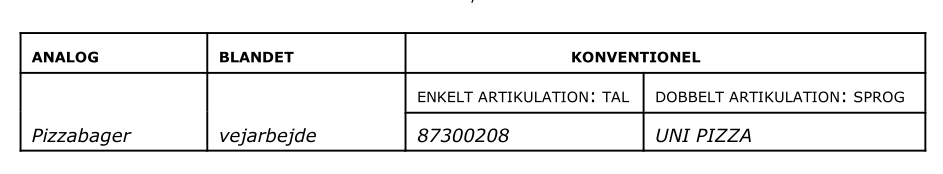 ANALOG BLANDET KONVENTIONEL
ENKELT ARTIKULATION: TAL DOBBELT ARTIKULATION: SPROG
Pizzabager vejarbejde 87300208 UNI PIZZA